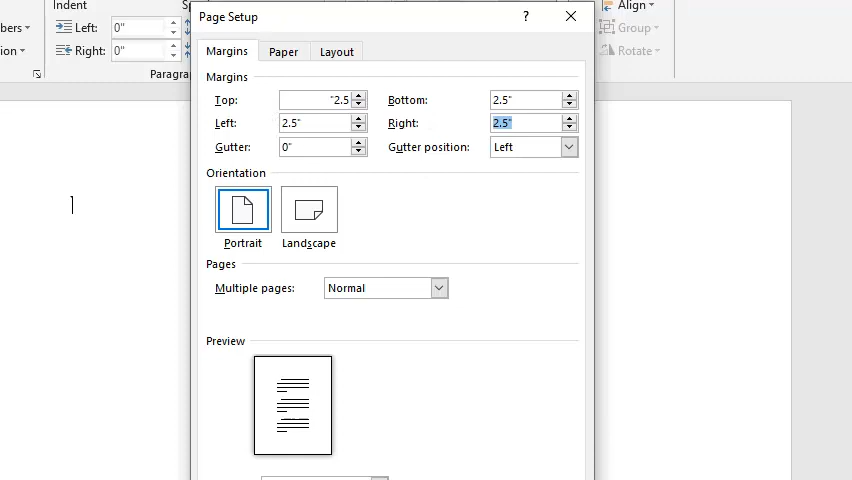 Indent
Sp
Align
bers
Left:
0"
Group
ion
Right:
0"
Rotate
Paragrap
Page Setup
?
Margins
Paper
Layout
Margins
Top:
"2.5
Bottom:
2.5"
Left:
2.5"
Right:
2.5"
Gutter:
0"
Gutter position:
Left
Orientation
Portrait
Landscape
Pages
Multiple pages:
Normal
Preview